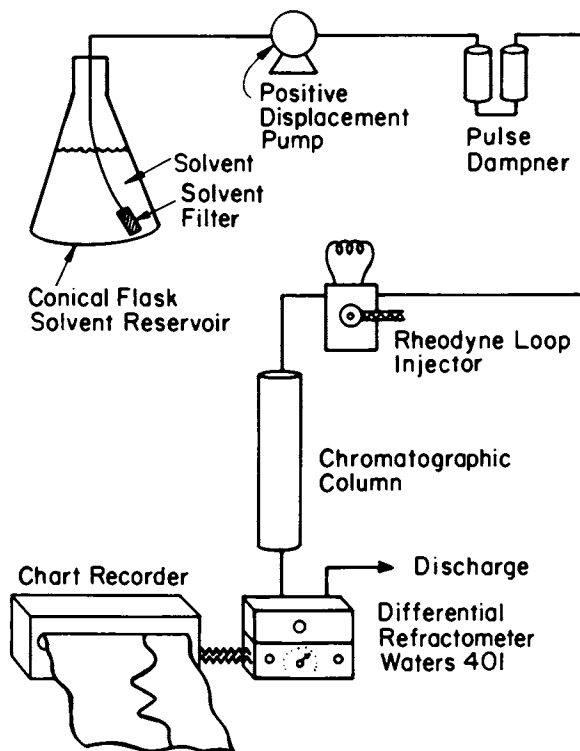 Positive
Displacement
Pump
Pulse
Dampner
Solvent
Solvent
Filter
Conical Flask
Solvent Reservoir
Rheodyne Loop
Injector
Chromatographic
Column
Discharge
Chart Recorder
Differential
Refractometer
Waters 401